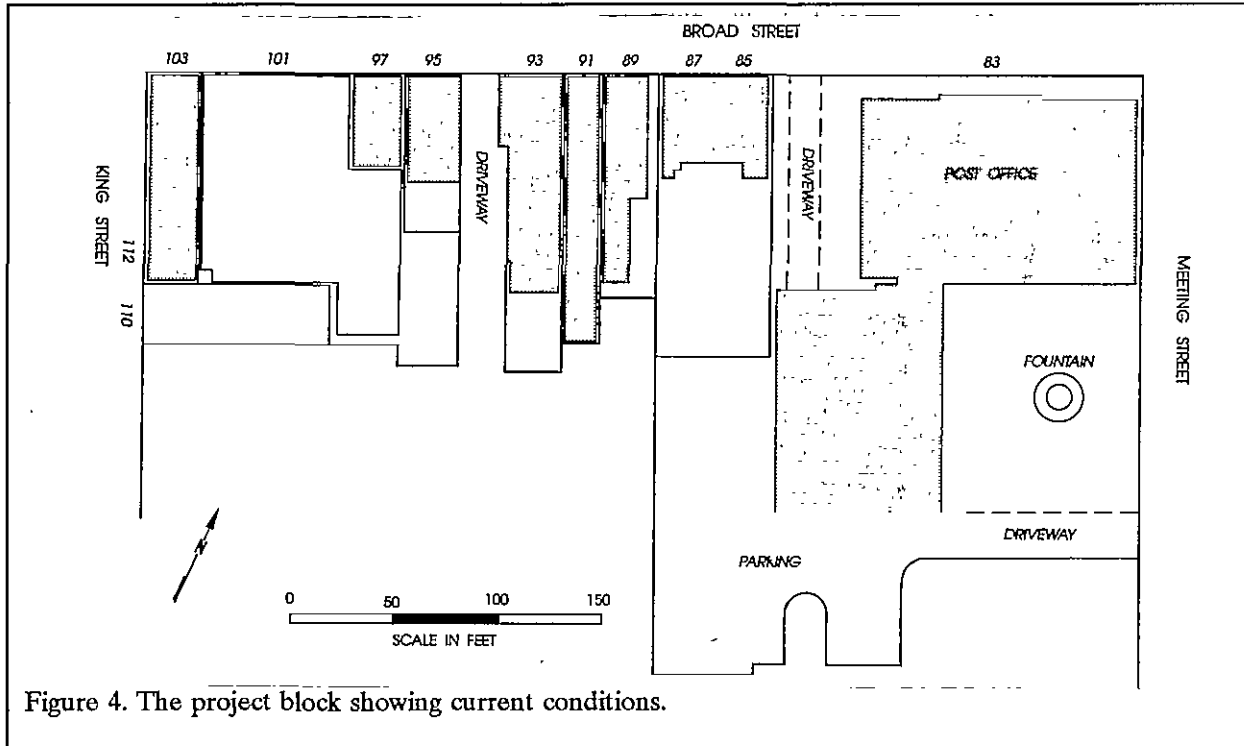 BROAD STREET
103 101 97 95 93 91 89 87 85 83
KING STREET
112
110
DRIVEWAY
DRIVEWAY
POST OFFICE
MEETING STREET
FOUNTAIN
DRIVEWAY
PARKING
N
0 50 100 150
SCALE IN FEET
Figure 4. The project block showing current conditions.